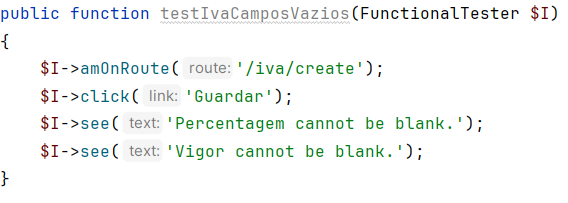 public function testIvaCamposVazios(FunctionalTester $I)
{
    $I->amOnRoute( route: '/iva/create');
    $I->click( link: 'Guardar');
    $I->see( text: 'Percentagem cannot be blank.');
    $I->see( text: 'Vigor cannot be blank.');
}